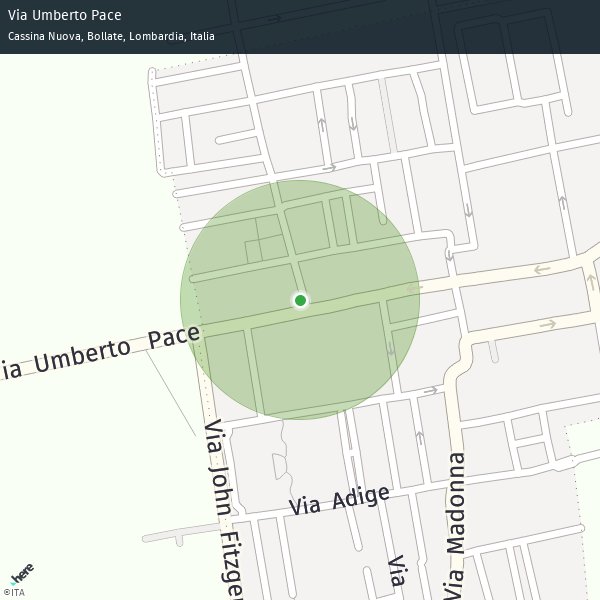 Via Umberto Pace
Cassina Nuova, Bollate, Lombardia, Italia
ia Umberto Pace
Via John Fitzger
Via Adige
Via Madonna
Via
here
©ITA